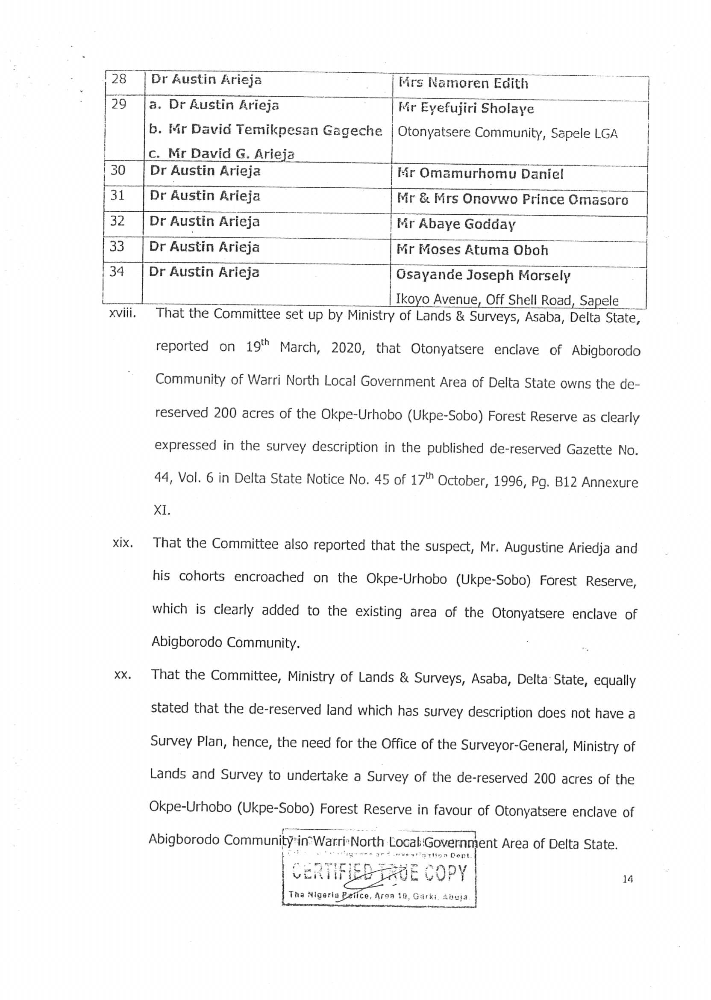 28 Dr Austin Arieja Mrs Namoren Edith
29 a. Dr Austin Arieja Mr Eyefujiri Sholaye
b. Mr David Temikpesan Gageche Otonyatsere Community, Sapele LGA
c. Mr David G. Arieja
30 Dr Austin Arieja Mr Omamurhomu Daniel
31 Dr Austin Arieja Mr & Mrs Onovwo Prince Omasoro
32 Dr Austin Arieja Mr Abaye Godday
33 Dr Austin Arieja Mr Moses Atuma Oboh
34 Dr Austin Arieja Osayande Joseph Morsely
Ikoyo Avenue, Off Shell Road, Sapele
xviii. That the Committee set up by Ministry of Lands & Surveys, Asaba, Delta State,
reported on 19th March, 2020, that Otonyatsere enclave of Abigborodo
Community of Warri North Local Government Area of Delta State owns the de-
reserved 200 acres of the Okpe-Urhobo (Ukpe-Sobo) Forest Reserve as clearly
expressed in the survey description in the published de-reserved Gazette No.
44, Vol. 6 in Delta State Notice No. 45 of 17th October, 1996, Pg. B12 Annexure
XI.
xix. That the Committee also reported that the suspect, Mr. Augustine Ariedja and
his cohorts encroached on the Okpe-Urhobo (Ukpe-Sobo) Forest Reserve,
which is clearly added to the existing area of the Otonyatsere enclave of
Abigborodo Community.
xx. That the Committee, Ministry of Lands & Surveys, Asaba, Delta State, equally
stated that the de-reserved land which has survey description does not have a
Survey Plan, hence, the need for the Office of the Surveyor-General, Ministry of
Lands and Survey to undertake a Survey of the de-reserved 200 acres of the
Okpe-Urhobo (Ukpe-Sobo) Forest Reserve in favour of Otonyatsere enclave of
Abigborodo Community in Warri North Local Government Area of Delta State.
and Investigation Dept.
CERTIFIED TRUE COPY
The Nigeria Police, Area 10, Garki, Abuja.
14